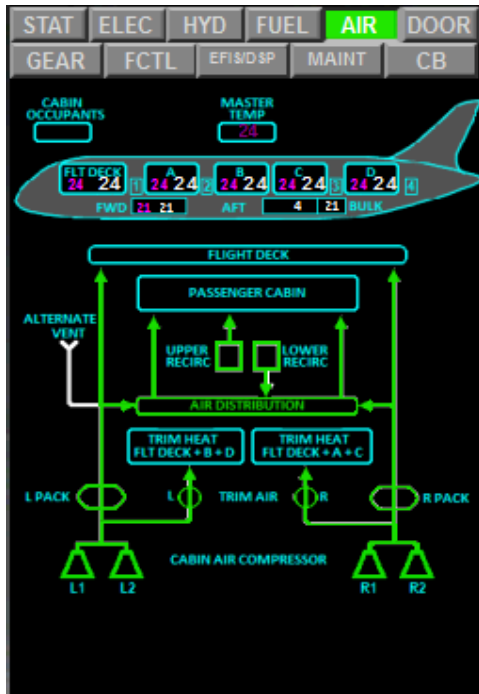 STAT ELEC HYD FUEL AIR DOOR
GEAR FCTL EFIS/DSP MAINT CB
CABIN OCCUPANTS
MASTER TEMP
24
FLT DECK A B C D
24 24 1 24 24 2 24 24 24 24 3 24 24 4
FWD 21 21 AFT 4 21 BULK
FLIGHT DECK
PASSENGER CABIN
ALTERNATE VENT
UPPER RECIRC
LOWER RECIRC
AIR DISTRIBUTION
TRIM HEAT
FLT DECK + B + D
TRIM HEAT
FLT DECK + A + C
L PACK L TRIM AIR R R PACK
CABIN AIR COMPRESSOR
L1 L2 R1 R2